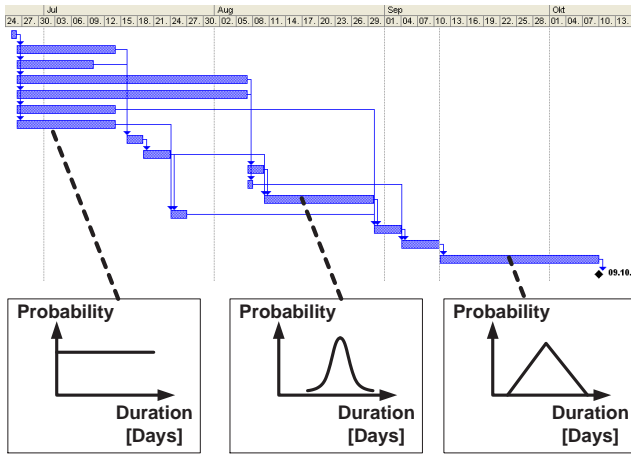 Jul Aug Sep Okt
24. 27. 30. 03. 06. 09. 12. 15. 18. 21. 24. 27. 30. 02. 05. 08. 11. 14. 17. 20. 23. 26. 29. 01. 04. 07. 10. 13. 16. 19. 22. 25. 28. 01. 04. 07. 10. 13.
09.10.
Probability
Duration
[Days]
Probability
Duration
[Days]
Probability
Duration
[Days]